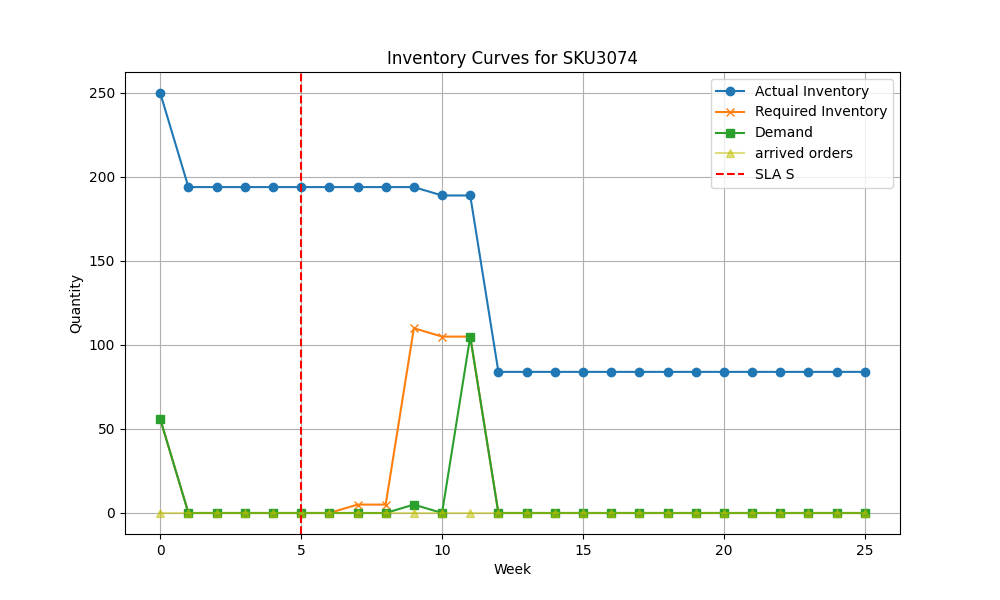 Inventory Curves for SKU3074
Actual Inventory
Required Inventory
Demand
arrived orders
SLA S
Quantity
250
200
150
100
50
0
0 5 10 15 20 25
Week